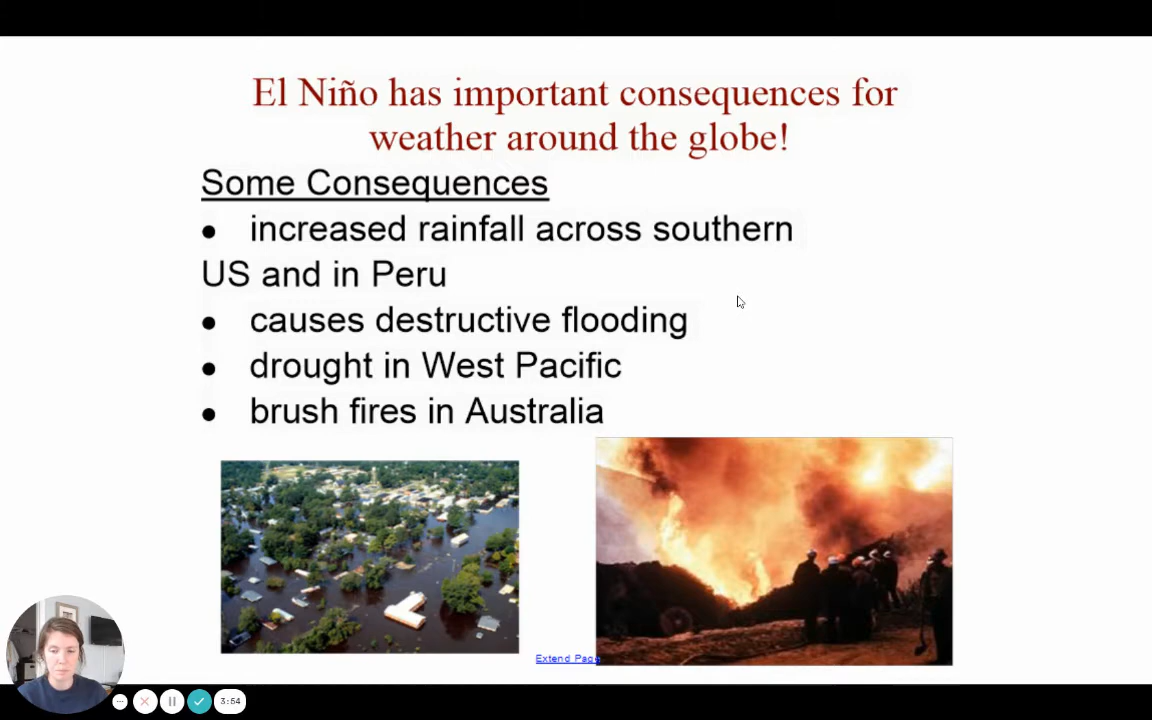 El Niño has important consequences for
weather around the globe!
Some Consequences
● increased rainfall across southern
US and in Peru
● causes destructive flooding
● drought in West Pacific
● brush fires in Australia
Extend Page
3:54